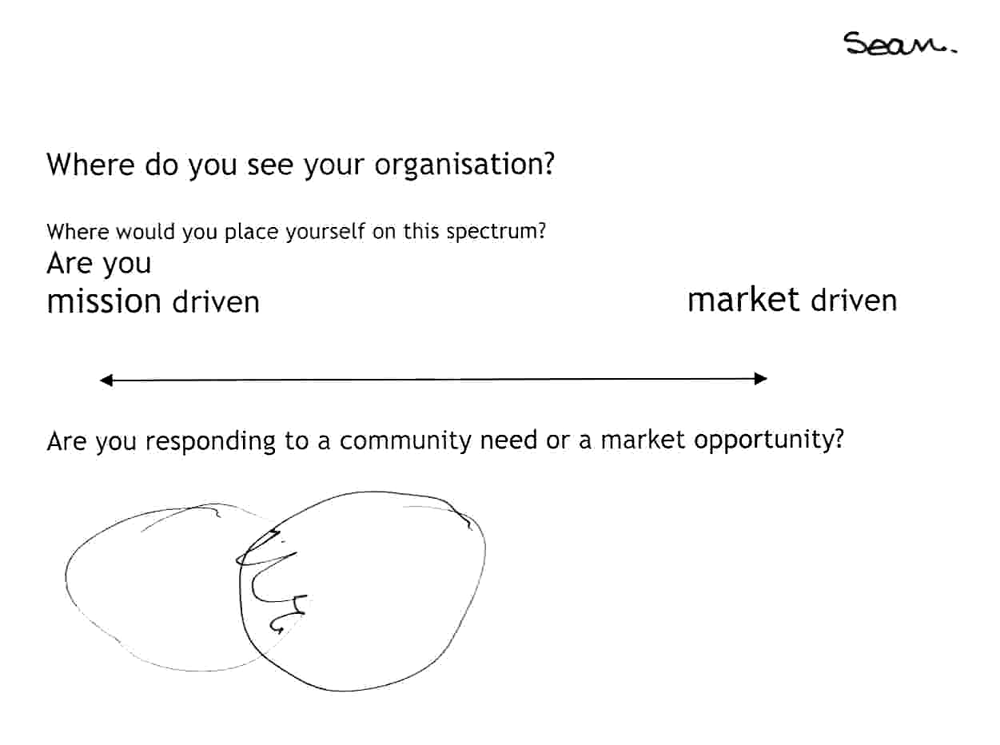 Sean.
Where do you see your organisation?
Where would you place yourself on this spectrum?
Are you
mission driven market driven
Are you responding to a community need or a market opportunity?